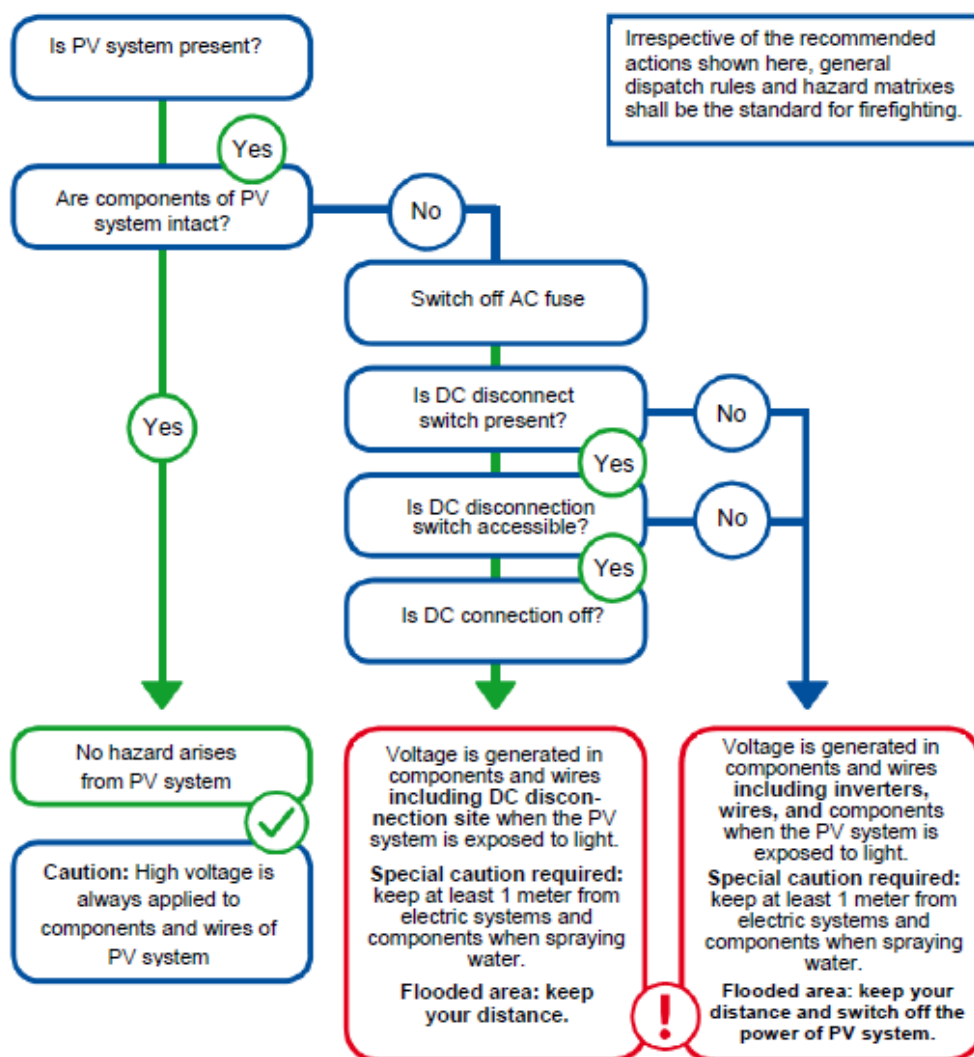 Is PV system present?
Irrespective of the recommended
actions shown here, general
dispatch rules and hazard matrixes
shall be the standard for firefighting.
Yes
Are components of PV
system intact?
No
Switch off AC fuse
Is DC disconnect
switch present?
No
Yes
Yes
Is DC disconnection
switch accessible?
No
Yes
Is DC connection off?
No hazard arises
from PV system
Caution: High voltage is
always applied to
components and wires of
PV system
Voltage is generated in
components and wires
including DC discon-
nection site when the PV
system is exposed to light.
Special caution required:
keep at least 1 meter from
electric systems and
components when spraying
water.
Flooded area: keep
your distance.
!
Voltage is generated in
components and wires
including inverters,
wires, and components
when the PV system is
exposed to light.
Special caution required:
keep at least 1 meter from
electric systems and
components when spraying
water.
Flooded area: keep your
distance and switch off the
power of PV system.